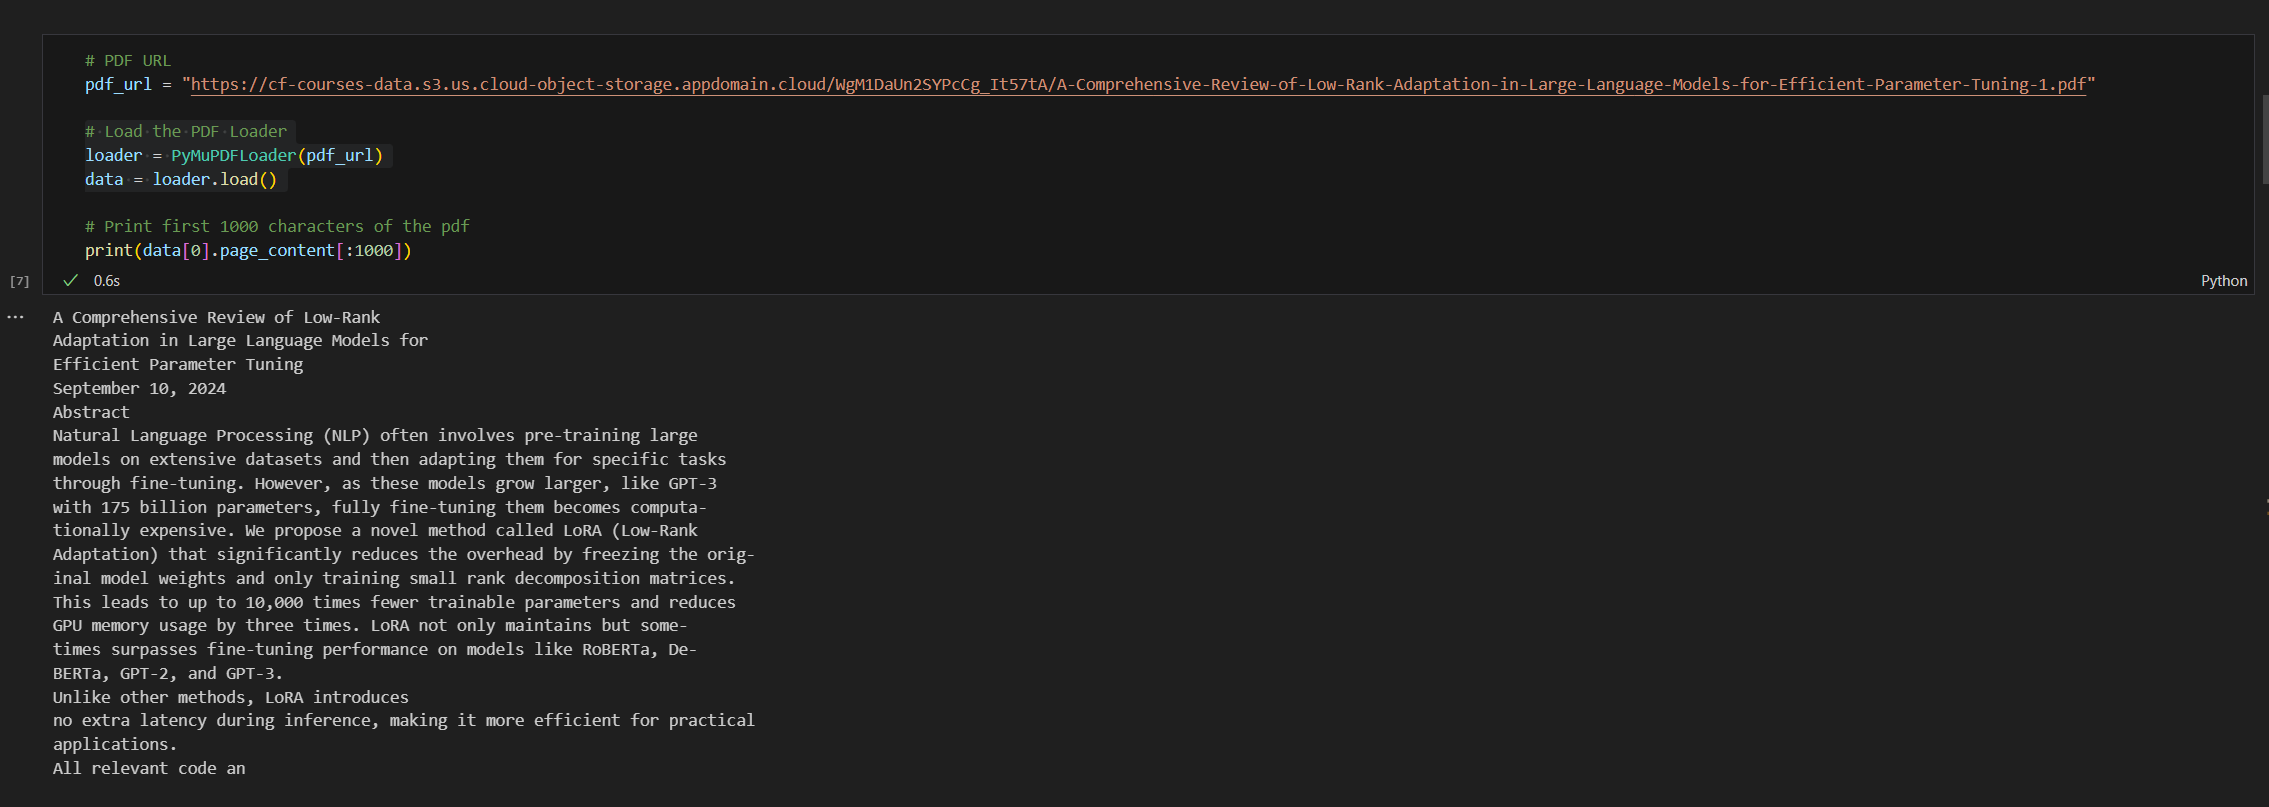 # PDF URL
pdf_url = "https://cf-courses-data.s3.us.cloud-object-storage.appdomain.cloud/WgM1DaUn2SYPcCg_It57tA/A-Comprehensive-Review-of-Low-Rank-Adaptation-in-Large-Language-Models-for-Efficient-Parameter-Tuning-1.pdf"
# Load the PDF Loader
loader = PyMuPDFLoader(pdf_url)
data = loader.load()
# Print first 1000 characters of the pdf
print(data[0].page_content[:1000])
[7]
0.6s
Python
A Comprehensive Review of Low-Rank
Adaptation in Large Language Models for
Efficient Parameter Tuning
September 10, 2024
Abstract
Natural Language Processing (NLP) often involves pre-training large
models on extensive datasets and then adapting them for specific tasks
through fine-tuning. However, as these models grow larger, like GPT-3
with 175 billion parameters, fully fine-tuning them becomes computa-
tionally expensive. We propose a novel method called LoRA (Low-Rank
Adaptation) that significantly reduces the overhead by freezing the orig-
inal model weights and only training small rank decomposition matrices.
This leads to up to 10,000 times fewer trainable parameters and reduces
GPU memory usage by three times. LoRA not only maintains but some-
times surpasses fine-tuning performance on models like RoBERTa, De-
BERTa, GPT-2, and GPT-3.
Unlike other methods, LoRA introduces
no extra latency during inference, making it more efficient for practical
applications.
All relevant code an